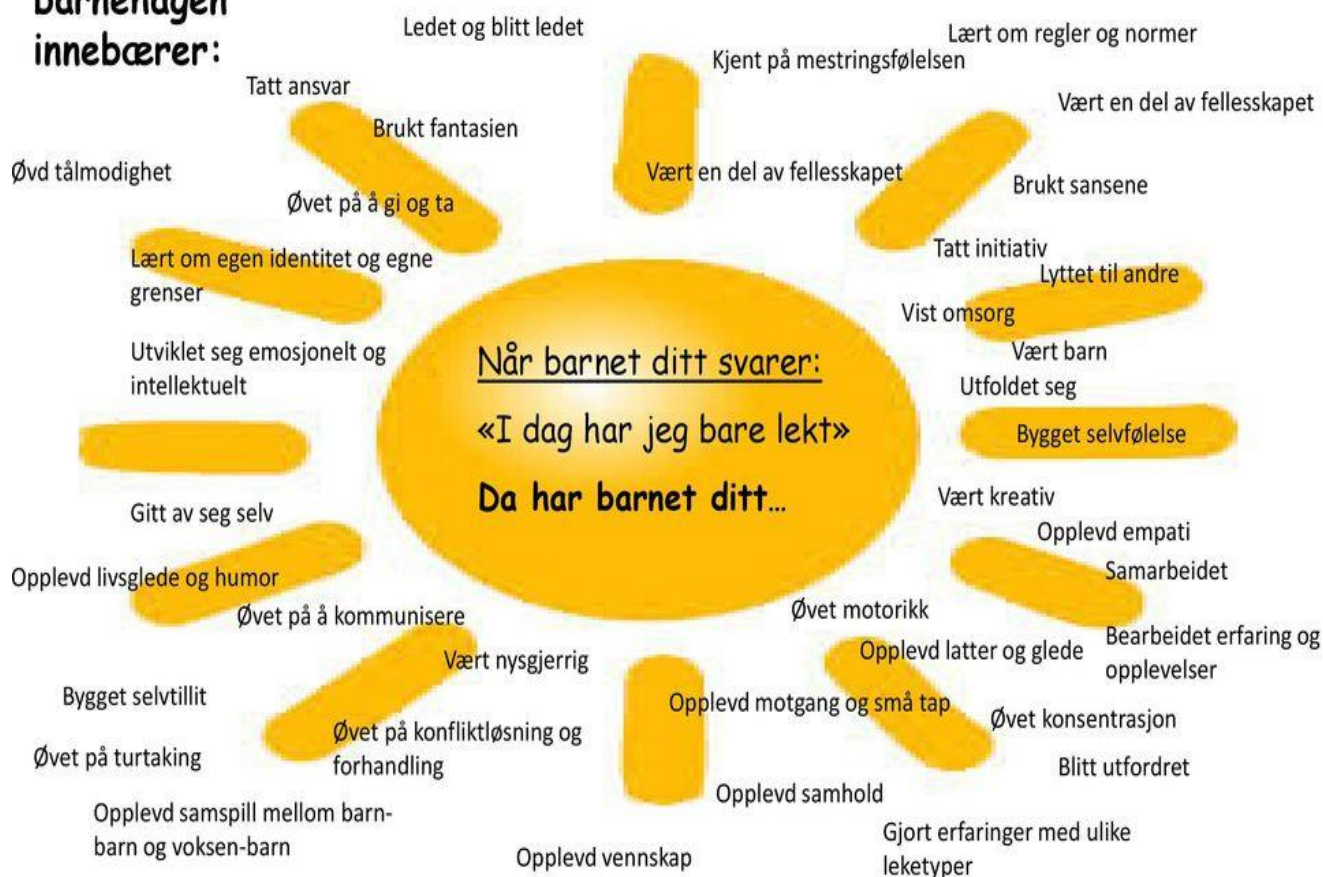 barnehagen
innebærer:
Ledet og blitt ledet
Lært om regler og normer
Kjent på mestringsfølelsen
Tatt ansvar
Vært en del av fellesskapet
Brukt fantasien
Øvd tålmodighet
Vært en del av fellesskapet
Brukt sansene
Øvet på å gi og ta
Tatt initiativ
Lært om egen identitet og egne
grenser
Lyttet til andre
Vist omsorg
Utviklet seg emosjonelt og
intellektuelt
Når barnet ditt svarer:
«I dag har jeg bare lekt»
Da har barnet ditt...
Vært barn
Utfoldet seg
Bygget selvfølelse
Vært kreativ
Gitt av seg selv
Opplevd empati
Samarbeidet
Opplevd livsglede og humor
Øvet på å kommunisere
Øvet motorikk
Bearbeidet erfaring og
opplevelser
Opplevd latter og glede
Vært nysgjerrig
Bygget selvtillit
Opplevd motgang og små tap
Øvet konsentrasjon
Øvet på konfliktløsning og
forhandling
Øvet på turtaking
Blitt utfordret
Opplevd samhold
Opplevd samspill mellom barn-
barn og voksen-barn
Gjort erfaringer med ulike
leketyper
Opplevd vennskap